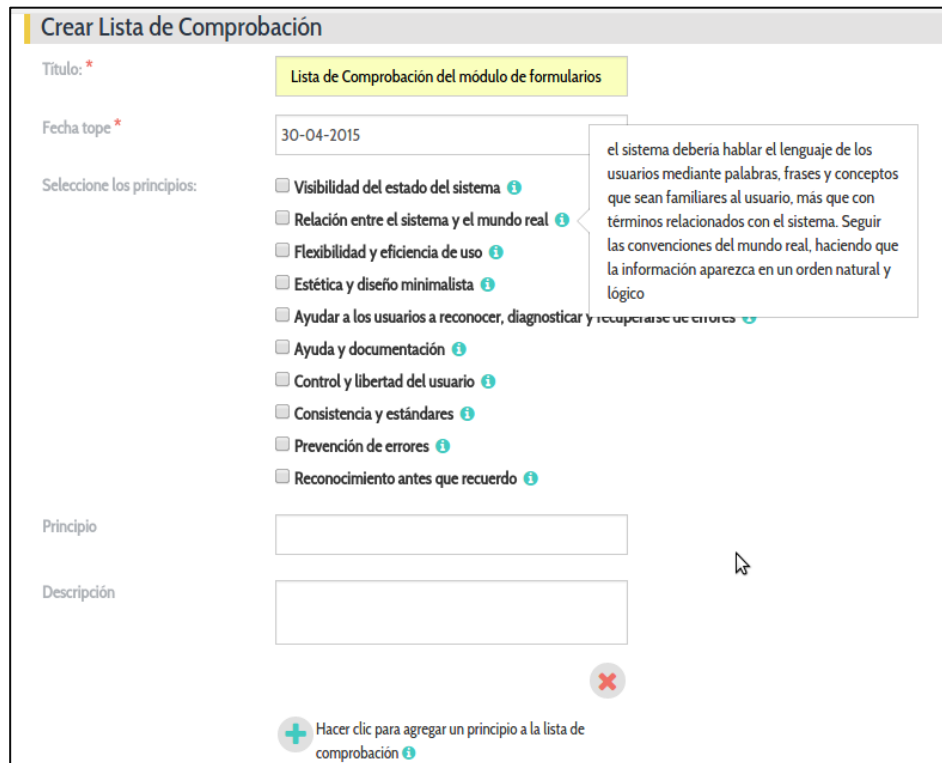 Crear Lista de Comprobación
Título: *
Lista de Comprobación del módulo de formularios
Fecha tope *
30-04-2015
el sistema debería hablar el lenguaje de los
usuarios mediante palabras, frases y conceptos
que sean familiares al usuario, más que con
términos relacionados con el sistema. Seguir
las convenciones del mundo real, haciendo que
la información aparezca en un orden natural y
lógico
Seleccione los principios:
Visibilidad del estado del sistema
Relación entre el sistema y el mundo real
Flexibilidad y eficiencia de uso
Estética y diseño minimalista
Ayudar a los usuarios a reconocer, diagnosticar y recuperarse de errores
Ayuda y documentación
Control y libertad del usuario
Consistencia y estándares
Prevención de errores
Reconocimiento antes que recuerdo
Principio
Descripción
Hacer clic para agregar un principio a la lista de
comprobación